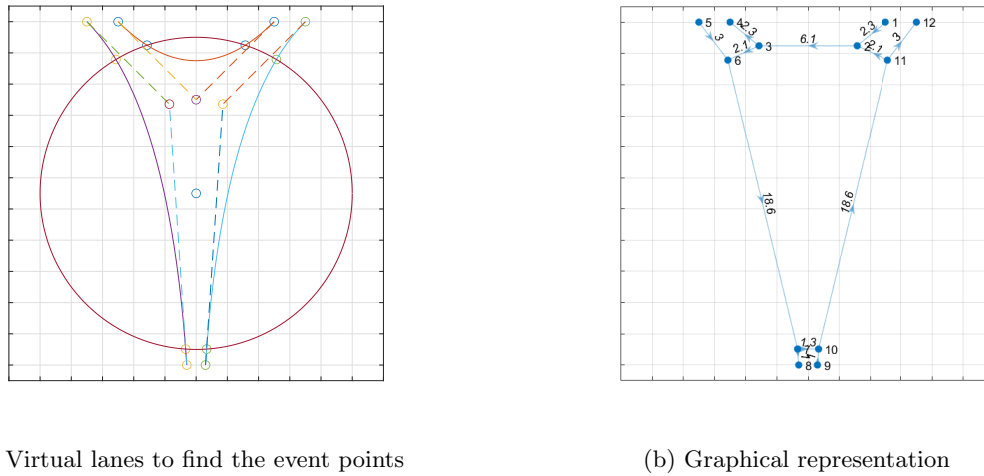 5 4 1 12
3 2.3 2.3 3
2.1 3 6.1 2 2.1
6 11
18.6 18.6
1.3
7 10
1 1
8 9
Virtual lanes to find the event points
(b) Graphical representation